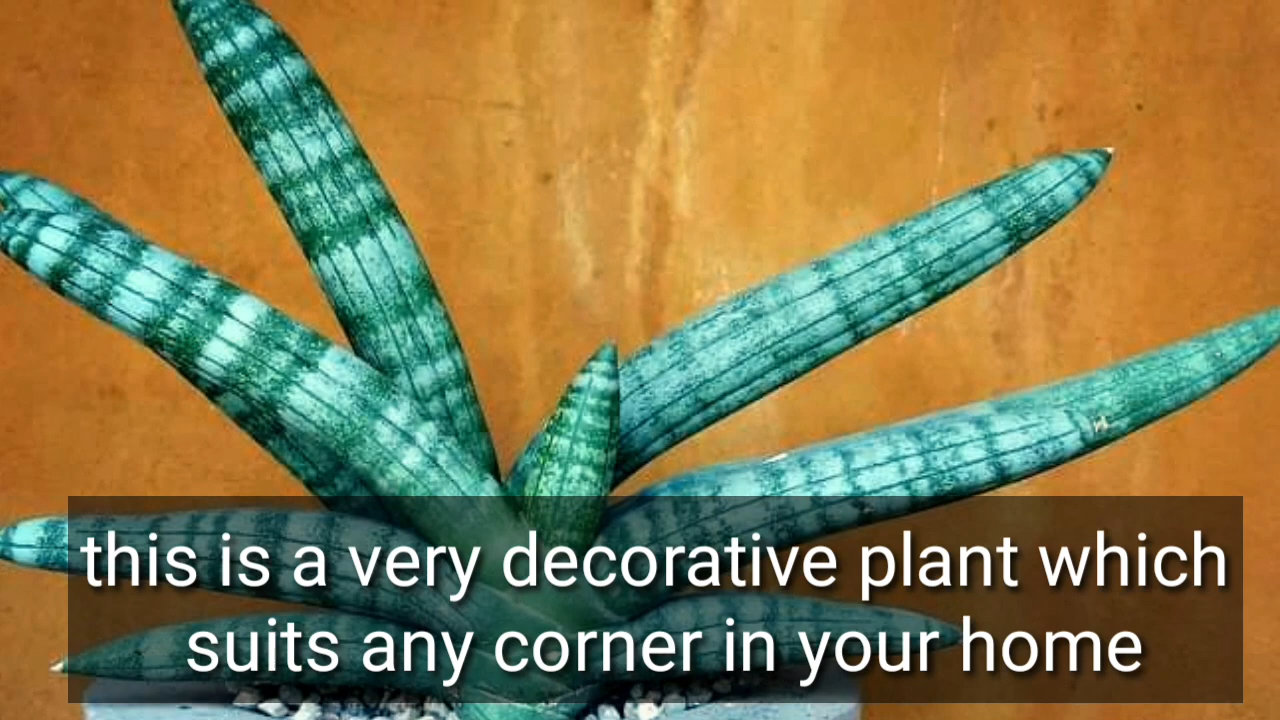 this is a very decorative plant which
suits any corner in your home